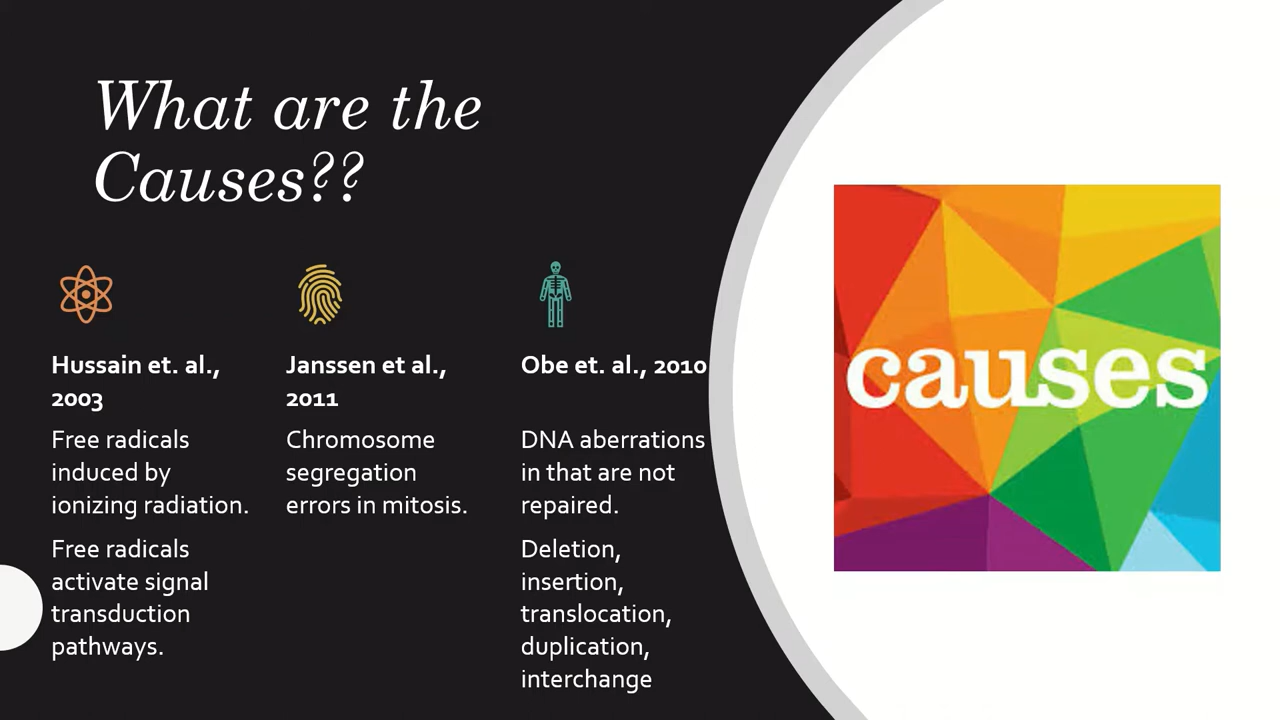 What are the
Causes??
Hussain et. al.,
2003
Free radicals
induced by
ionizing radiation.
Free radicals
activate signal
transduction
pathways.
Janssen et al.,
2011
Chromosome
segregation
errors in mitosis.
Obe et. al., 2010
DNA aberrations
in that are not
repaired.
Deletion,
insertion,
translocation,
duplication,
interchange
causes